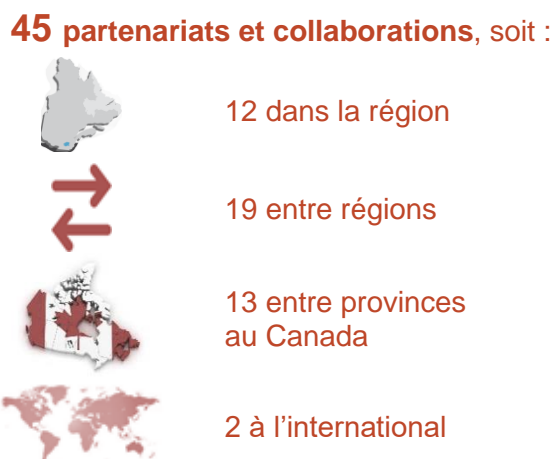 45 partenariats et collaborations, soit :
12 dans la région
19 entre régions
13 entre provinces
au Canada
2 à l'international